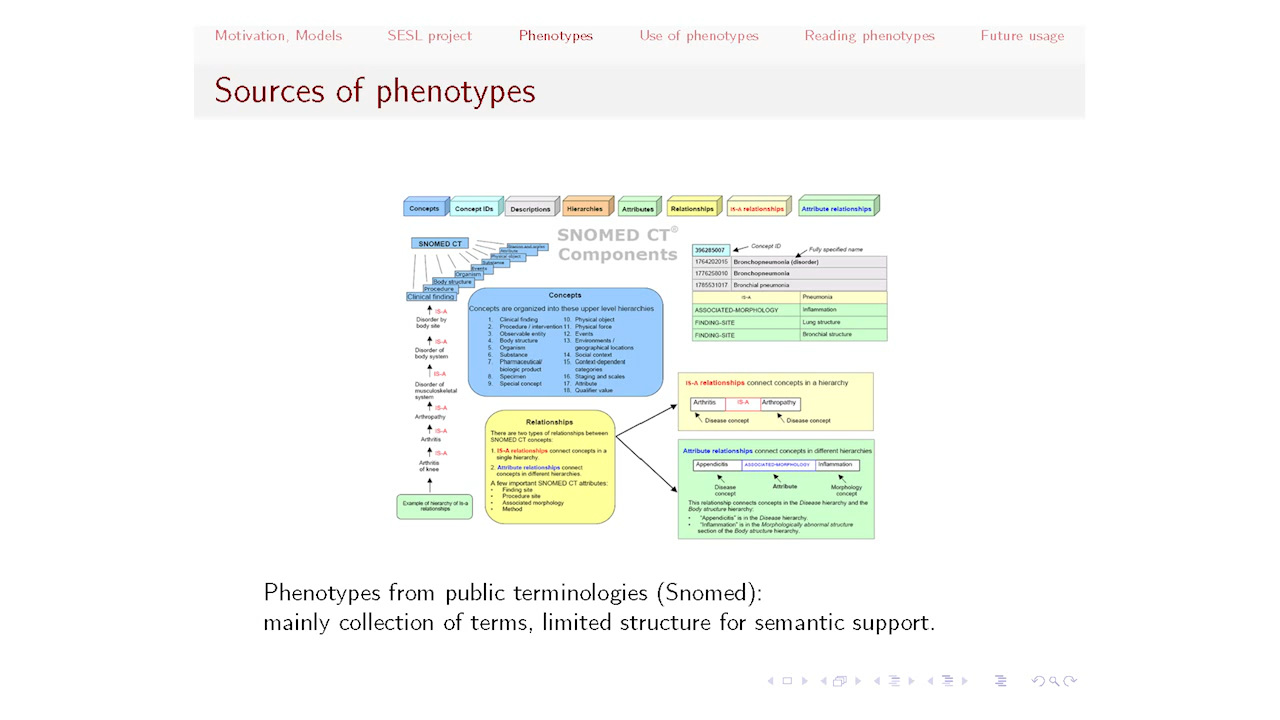 Motivation, Models SESL project Phenotypes Use of phenotypes Reading phenotypes Future usage
Sources of phenotypes
Concepts Concept IDs Descriptions Hierarchies Attributes Relationships IS-A relationships Attribute relationships
SNOMED CT®
Components
SNOMED CT
Staging and scales
Attribute
Physical object
Substance
Events
Organism
Body structure
Procedure
Clinical finding
IS-A
Disorder by
body site
IS-A
Disorder of
body system
IS-A
Disorder of
musculoskeletal
system
IS-A
Arthropathy
IS-A
Arthritis
IS-A
Arthritis
of knee
Example of hierarchy of Is-a
relationships
Concepts
Concepts are organized into these upper level hierarchies
1. Clinical finding
2. Procedure / intervention
3. Observable entity
4. Body structure
5. Organism
6. Substance
7. Pharmaceutical/
biologic product
8. Specimen
9. Special concept
10. Physical object
11. Physical force
12. Events
13. Environments /
geographical locations
14. Social context
15. Context-dependent
categories
16. Staging and scales
17. Attribute
18. Qualifier value
Relationships
There are two types of relationships between
SNOMED CT concepts:
1. IS-A relationships connect concepts in a
single hierarchy.
2. Attribute relationships connect
concepts in different hierarchies.
A few important SNOMED CT attributes:
• Finding site
• Procedure site
• Associated morphology
• Method
396285007 Concept ID Fully specified name
1764202015 Bronchopneumonia (disorder)
1776258010 Bronchopneumonia
1785531017 Bronchial pneumonia
IS-A Pneumonia
ASSOCIATED-MORPHOLOGY Inflammation
FINDING-SITE Lung structure
FINDING-SITE Bronchial structure
IS-A relationships connect concepts in a hierarchy
Arthritis IS-A Arthropathy
Disease concept Disease concept
Attribute relationships connect concepts in different hierarchies
Appendicitis ASSOCIATED-MORPHOLOGY Inflammation
Disease
concept
Attribute
Morphology
concept
This relationship connects concepts in the Disease hierarchy and the
Body structure hierarchy:
• "Appendicitis" is in the Disease hierarchy.
• "Inflammation" is in the Morphologically abnormal structure
section of the Body structure hierarchy.
Phenotypes from public terminologies (Snomed):
mainly collection of terms, limited structure for semantic support.